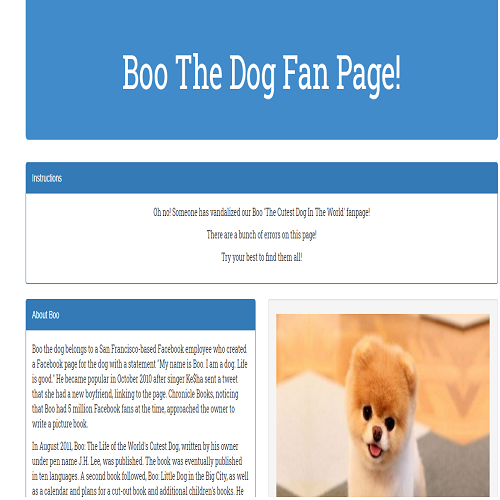 Boo The Dog Fan Page!
Instructions
Oh no! Someone has vandalized our Boo 'The Cutest Dog In The World' fanpage!
There are a bunch of errors on this page!
Try your best to find them all!
About Boo
Boo the dog belongs to a San Francisco-based Facebook employee who created
a Facebook page for the dog with a statement "My name is Boo. I am a dog. Life
is good." He became popular in October 2010 after singer Ke$ha sent a tweet
that she had a new boyfriend, linking to the page. Chronicle Books, noticing
that Boo had 5 million Facebook fans at the time, approached the owner to
write a picture book.
In August 2011, Boo: The Life of the World's Cutest Dog, written by his owner
under pen name J.H. Lee, was published. The book was eventually published
in ten languages. A second book followed, Boo: Little Dog in the Big City, as well
as a calendar and plans for a cut-out book and additional children's books. He